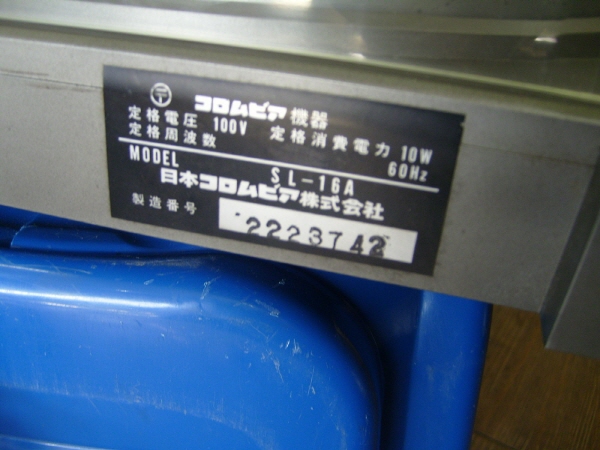 〒 コロムビア機器
定格電圧 100V 定格消費電力 10W
定格周波数 60Hz
MODEL SL-16A
日本コロムビア株式会社
製造番号 2223742